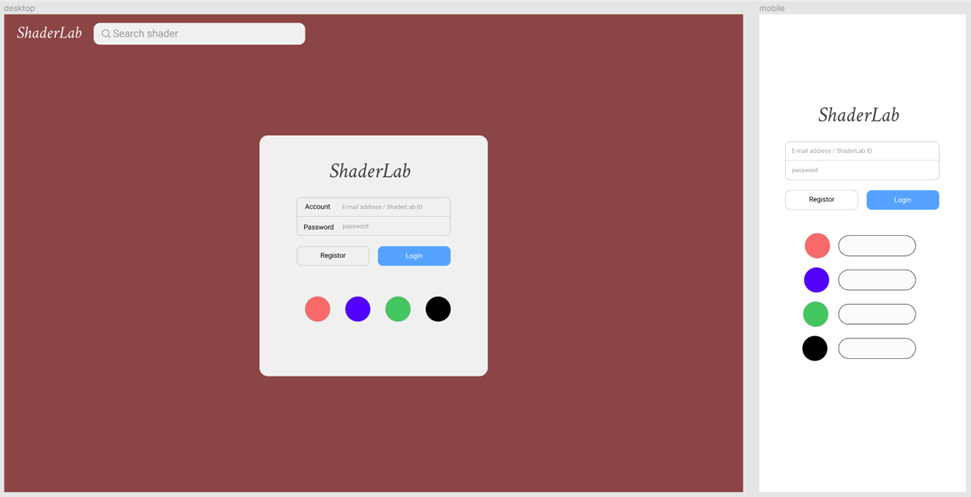 desktop
ShaderLab
Search shader
ShaderLab
Account E-mail address / ShaderLab ID
Password password
Registor Login
mobile
ShaderLab
E-mail address / ShaderLab ID
password
Registor Login